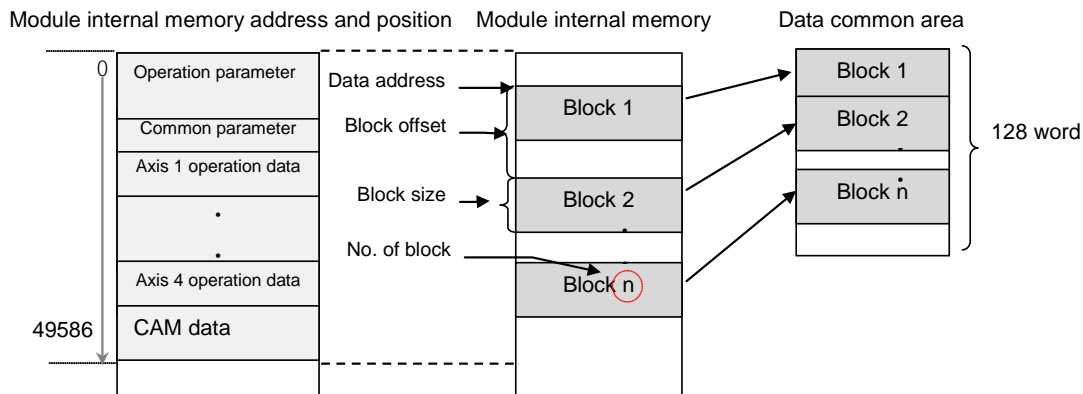 Module internal memory address and position
Module internal memory
Data common area
0
Operation parameter
Common parameter
Axis 1 operation data
Axis 4 operation data
CAM data
49586
Data address
Block offset
Block size
No. of block
Block 1
Block 2
Block n
Block 1
Block 2
Block n
128 word